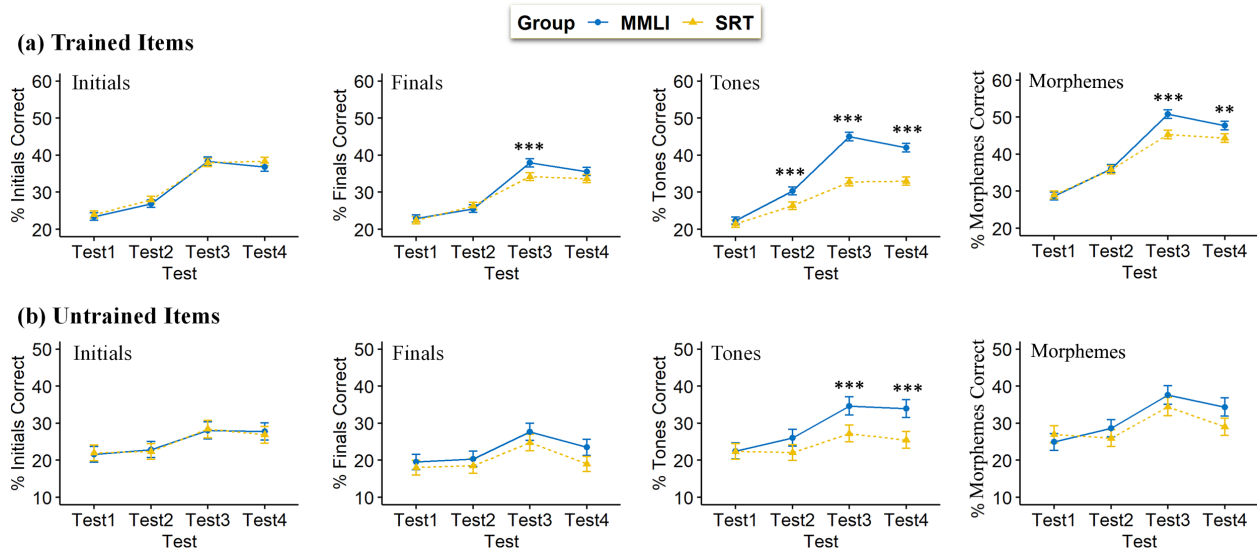 Group MMLI SRT
(a) Trained Items
Initials
% Initials Correct
60
50
40
30
20
Test1 Test2 Test3 Test4
Test
Finals
% Finals Correct
60
50
40
30
20
***
Test1 Test2 Test3 Test4
Test
Tones
% Tones Correct
60
50
40
30
20
***
***
***
Test1 Test2 Test3 Test4
Test
Morphemes
% Morphemes Correct
60
50
40
30
20
***
**
Test1 Test2 Test3 Test4
Test
(b) Untrained Items
Initials
% Initials Correct
50
40
30
20
10
Test1 Test2 Test3 Test4
Test
Finals
% Finals Correct
50
40
30
20
10
Test1 Test2 Test3 Test4
Test
Tones
% Tones Correct
50
40
30
20
10
***
***
Test1 Test2 Test3 Test4
Test
Morphemes
% Morphemes Correct
50
40
30
20
10
Test1 Test2 Test3 Test4
Test